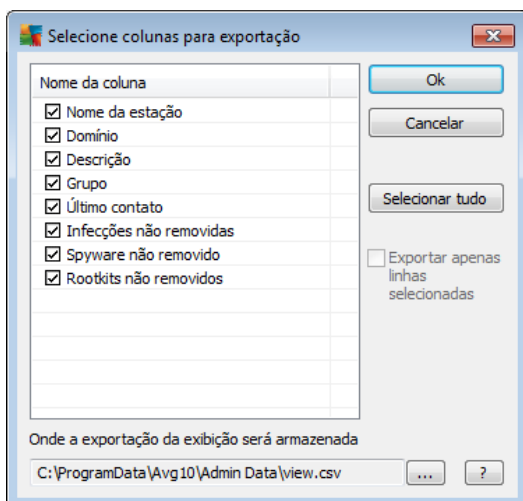 Selecione colunas para exportação
Nome da coluna
Nome da estação
Domínio
Descrição
Grupo
Último contato
Infecções não removidas
Spyware não removido
Rootkits não removidos
Ok
Cancelar
Selecionar tudo
Exportar apenas
linhas
selecionadas
Onde a exportação da exibição será armazenada
C:\ProgramData\Avg10\Admin Data\view.csv
...
?